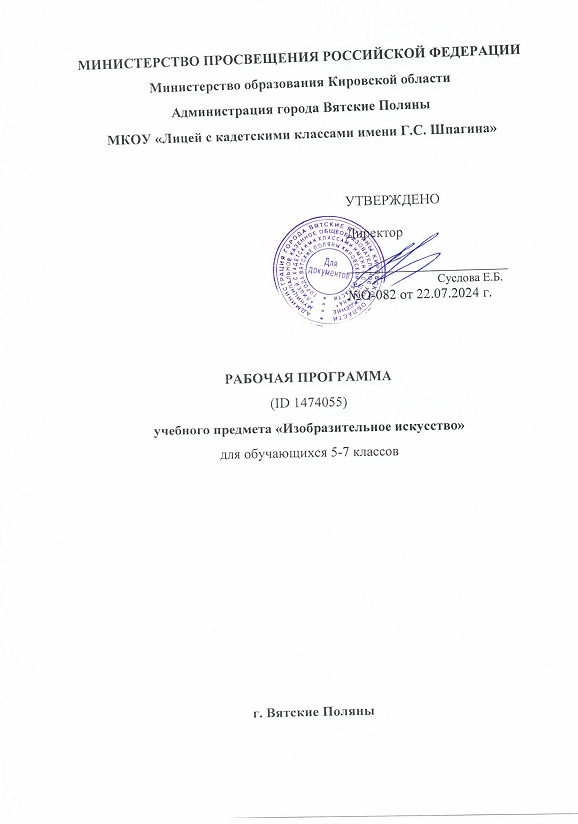 МИНИСТЕРСТВО ПРОСВЕЩЕНИЯ РОССИЙСКОЙ ФЕДЕРАЦИИ
Министерство образования Кировской области
Администрация города Вятские Поляны
МКОУ «Лицей с кадетскими классами имени Г.С. Шпагина»
УТВЕРЖДЕНО
Директор
Для
документов
Суслова Е.Б.
№О-082 от 22.07.2024 г.
РАБОЧАЯ ПРОГРАММА
(ID 1474055)
учебного предмета «Изобразительное искусство»
для обучающихся 5-7 классов
г. Вятские Поляны